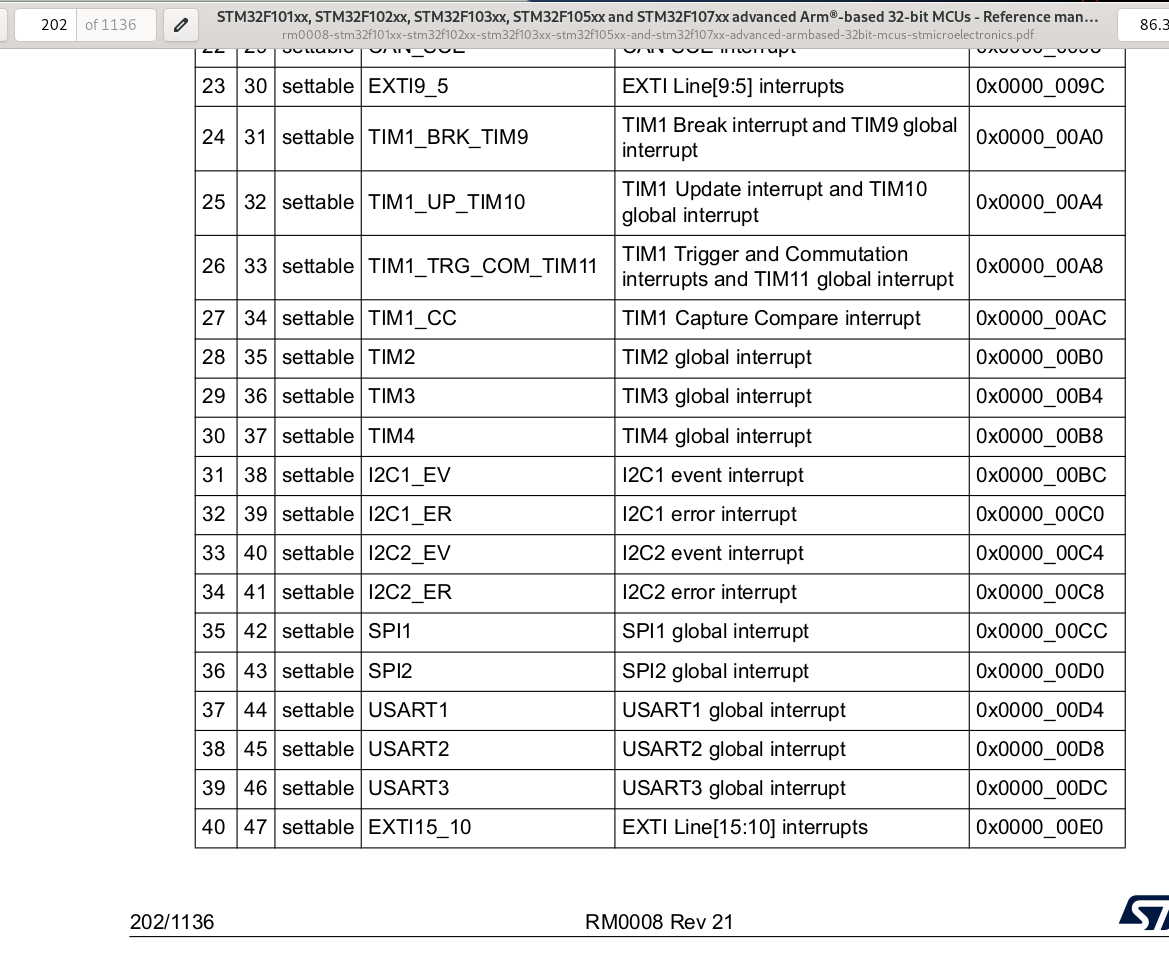 202 of 1136
STM32F101xx, STM32F102xx, STM32F103xx, STM32F105xx and STM32F107xx advanced Arm®-based 32-bit MCUs - Reference man...
rm0008-stm32f101xx-stm32f102xx-stm32f103xx-stm32f105xx-and-stm32f107xx-advanced-armbased-32bit-mcus-stmicroelectronics.pdf
86.3
23 30 settable EXTI9_5 EXTI Line[9:5] interrupts 0x0000_009C
24 31 settable TIM1_BRK_TIM9 TIM1 Break interrupt and TIM9 global
interrupt 0x0000_00A0
25 32 settable TIM1_UP_TIM10 TIM1 Update interrupt and TIM10
global interrupt 0x0000_00A4
26 33 settable TIM1_TRG_COM_TIM11 TIM1 Trigger and Commutation
interrupts and TIM11 global interrupt 0x0000_00A8
27 34 settable TIM1_CC TIM1 Capture Compare interrupt 0x0000_00AC
28 35 settable TIM2 TIM2 global interrupt 0x0000_00B0
29 36 settable TIM3 TIM3 global interrupt 0x0000_00B4
30 37 settable TIM4 TIM4 global interrupt 0x0000_00B8
31 38 settable I2C1_EV I2C1 event interrupt 0x0000_00BC
32 39 settable I2C1_ER I2C1 error interrupt 0x0000_00C0
33 40 settable I2C2_EV I2C2 event interrupt 0x0000_00C4
34 41 settable I2C2_ER I2C2 error interrupt 0x0000_00C8
35 42 settable SPI1 SPI1 global interrupt 0x0000_00CC
36 43 settable SPI2 SPI2 global interrupt 0x0000_00D0
37 44 settable USART1 USART1 global interrupt 0x0000_00D4
38 45 settable USART2 USART2 global interrupt 0x0000_00D8
39 46 settable USART3 USART3 global interrupt 0x0000_00DC
40 47 settable EXTI15_10 EXTI Line[15:10] interrupts 0x0000_00E0
202/1136 RM0008 Rev 21